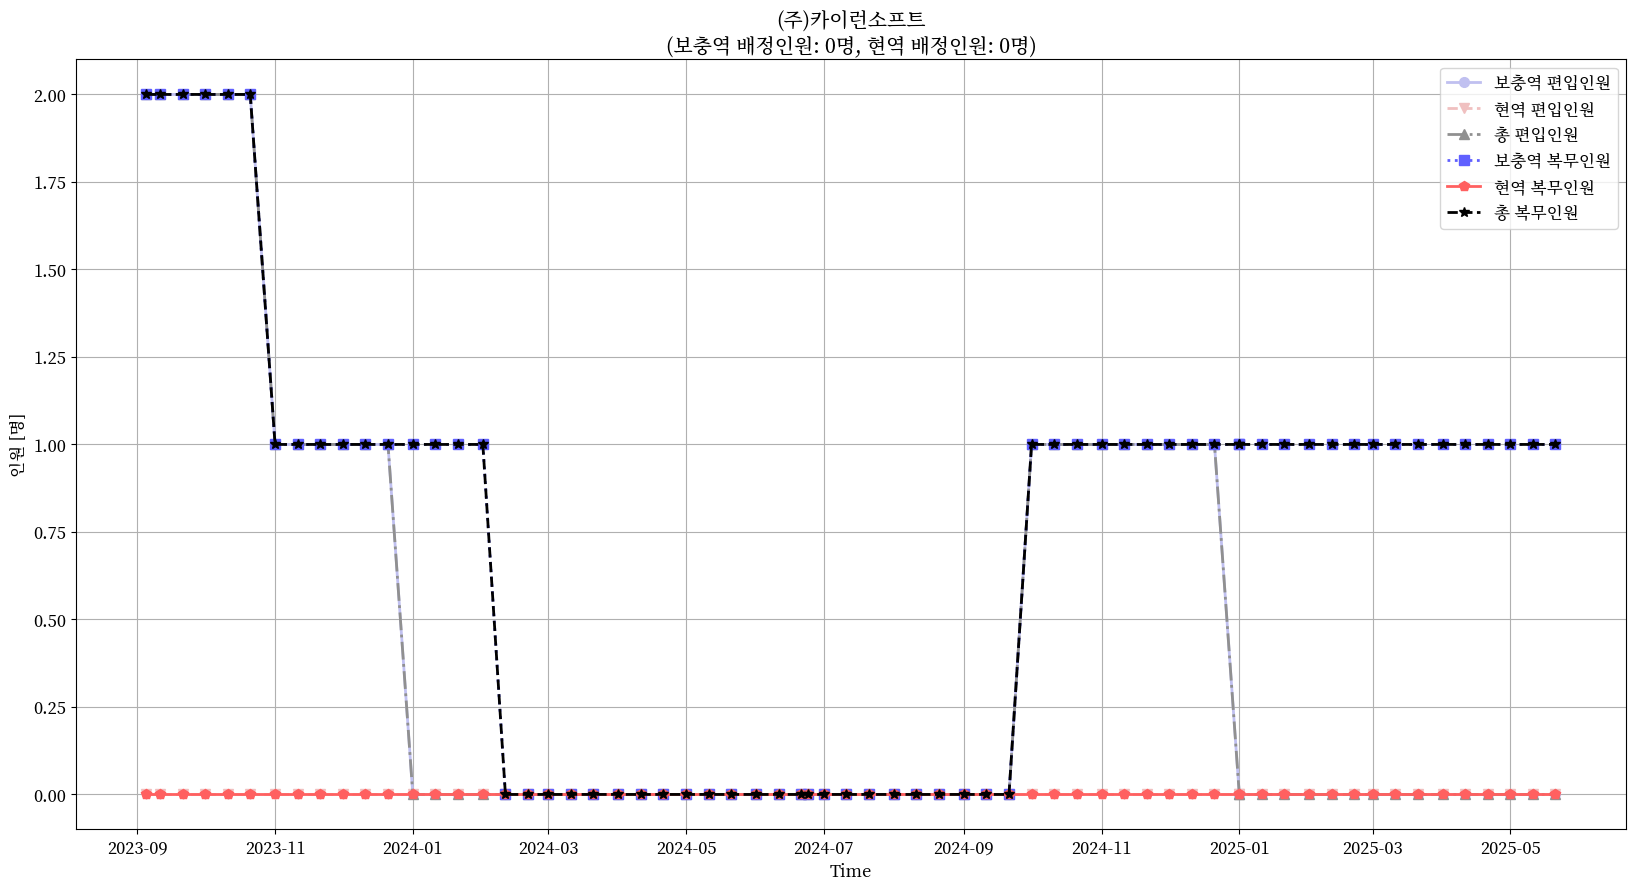 (주)카이런소프트
(보충역 배정인원: 0명, 현역 배정인원: 0명)
보충역 편입인원
현역 편입인원
총 편입인원
보충역 복무인원
현역 복무인원
총 복무인원
인원 [명]
2.00
1.75
1.50
1.25
1.00
0.75
0.50
0.25
0.00
2023-09 2023-11 2024-01 2024-03 2024-05 2024-07 2024-09 2024-11 2025-01 2025-03 2025-05
Time